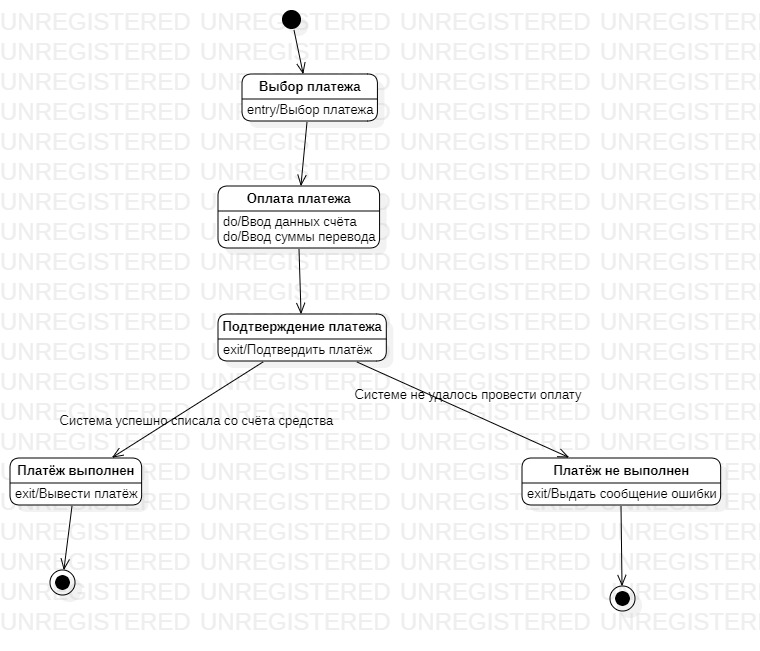 UNREGISTERED UNREGISTERED UNREGISTERED UNREGISTERED
Выбор платежа
entry/Выбор платежа
Оплата платежа
do/Ввод данных счёта
do/Ввод суммы перевода
Подтверждение платежа
exit/Подтвердить платёж
Системе не удалось провести оплату
Система успешно списала со счёта средства
Платёж выполнен
exit/Вывести платёж
Платёж не выполнен
exit/Выдать сообщение ошибки